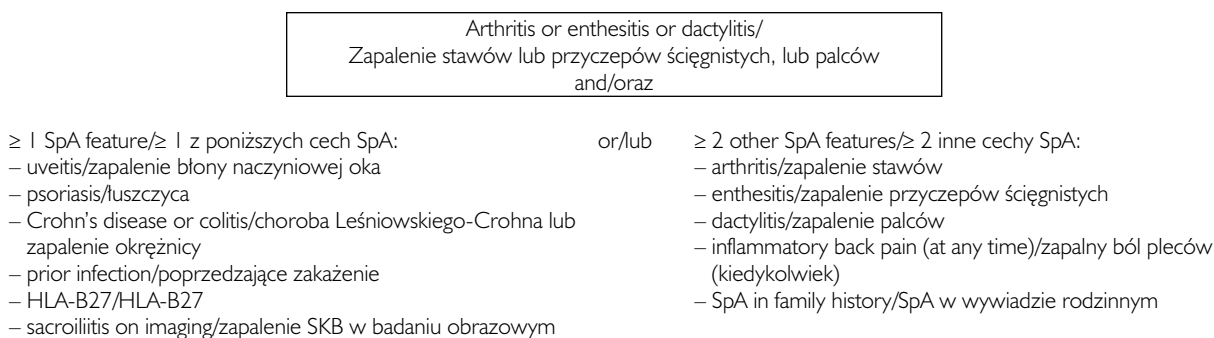 Arthritis or enthesitis or dactylitis/
Zapalenie stawów lub przyczepów ścięgnistych, lub palców
and/oraz
≥ 1 SpA feature/≥ 1 z poniższych cech SpA:
– uveitis/zapalenie błony naczyniowej oka
– psoriasis/łuszczyca
– Crohn's disease or colitis/choroba Leśniowskiego-Crohna lub
zapalenie okrężnicy
– prior infection/poprzedzające zakażenie
– HLA-B27/HLA-B27
– sacroiliitis on imaging/zapalenie SKB w badaniu obrazowym
or/lub
≥ 2 other SpA features/≥ 2 inne cechy SpA:
– arthritis/zapalenie stawów
– enthesitis/zapalenie przyczepów ścięgnistych
– dactylitis/zapalenie palców
– inflammatory back pain (at any time)/zapalny ból pleców
(kiedykolwiek)
– SpA in family history/SpA w wywiadzie rodzinnym